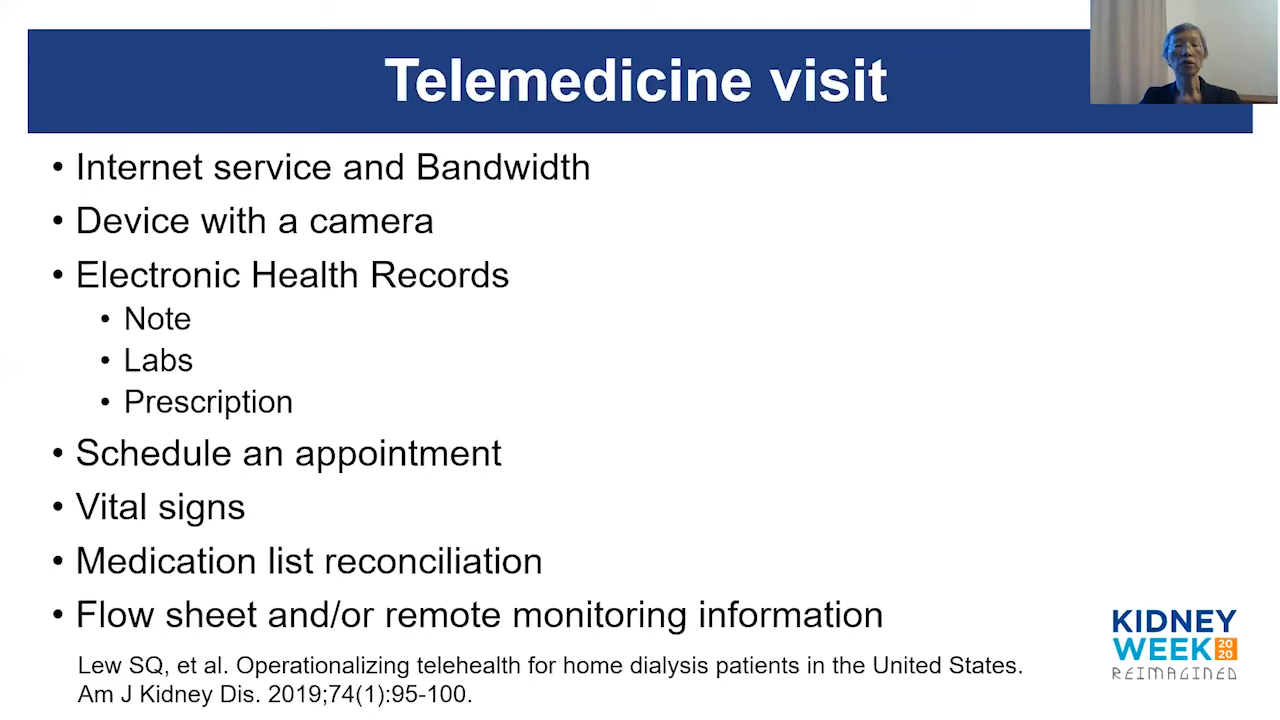 Telemedicine visit
• Internet service and Bandwidth
• Device with a camera
• Electronic Health Records
• Note
• Labs
• Prescription
• Schedule an appointment
• Vital signs
• Medication list reconciliation
• Flow sheet and/or remote monitoring information
Lew SQ, et al. Operationalizing telehealth for home dialysis patients in the United States.
Am J Kidney Dis. 2019;74(1):95-100.
KIDNEY
WEEK 2020
REIMAGINED